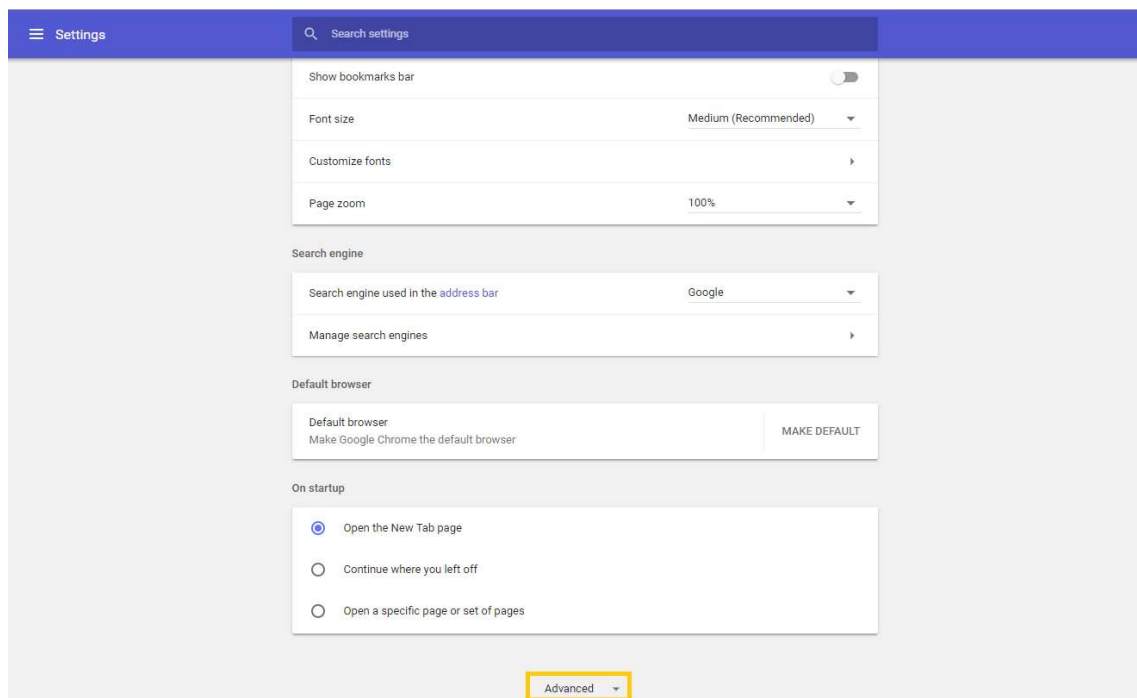 Settings
Search settings
Show bookmarks bar
Font size Medium (Recommended)
Customize fonts
Page zoom 100%
Search engine
Search engine used in the address bar Google
Manage search engines
Default browser
Default browser
Make Google Chrome the default browser
MAKE DEFAULT
On startup
Open the New Tab page
Continue where you left off
Open a specific page or set of pages
Advanced